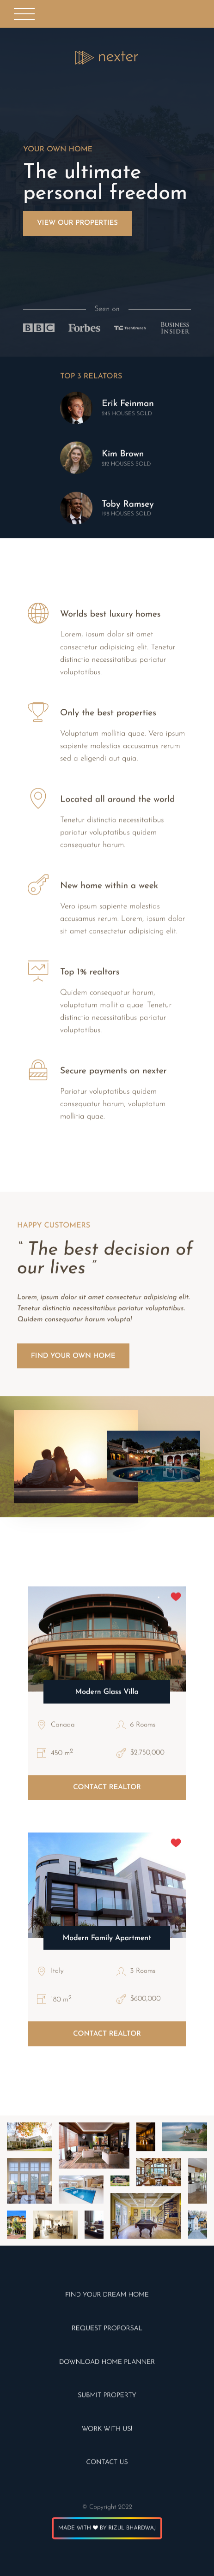 nexter
YOUR OWN HOME
The ultimate
personal freedom
VIEW OUR PROPERTIES
Seen on
BBC
Forbes
TC TechCrunch
BUSINESS
INSIDER
TOP 3 RELATORS
Erik Feinman
245 HOUSES SOLD
Kim Brown
212 HOUSES SOLD
Toby Ramsey
198 HOUSES SOLD
Worlds best luxury homes
Lorem, ipsum dolor sit amet
consectetur adipisicing elit. Tenetur
distinctio necessitatibus pariatur
voluptatibus.
Only the best properties
Voluptatum mollitia quae. Vero ipsum
sapiente molestias accusamus rerum
sed a eligendi aut quia.
Located all around the world
Tenetur distinctio necessitatibus
pariatur voluptatibus quidem
consequatur harum.
New home within a week
Vero ipsum sapiente molestias
accusamus rerum. Lorem, ipsum dolor
sit amet consectetur adipisicing elit.
Top 1% realtors
Quidem consequatur harum,
voluptatum mollitia quae. Tenetur
distinctio necessitatibus pariatur
voluptatibus.
Secure payments on nexter
Pariatur voluptatibus quidem
consequatur harum, voluptatum
mollitia quae.
HAPPY CUSTOMERS
“ The best decision of
our lives ”
Lorem, ipsum dolor sit amet consectetur adipisicing elit.
Tenetur distinctio necessitatibus pariatur voluptatibus.
Quidem consequatur harum volupta!
FIND YOUR OWN HOME
Modern Glass Villa
Canada
6 Rooms
450 m2
$2,750,000
CONTACT REALTOR
Modern Family Apartment
Italy
3 Rooms
180 m2
$600,000
CONTACT REALTOR
FIND YOUR DREAM HOME
REQUEST PROPORSAL
DOWNLOAD HOME PLANNER
SUBMIT PROPERTY
WORK WITH US!
CONTACT US
© Copyright 2022
MADE WITH ❤ BY RIZUL BHARDWAJ